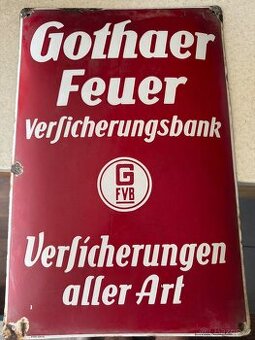 Gothaer
Feuer
Verſicherungsbank
G
FVB
Verſicherungen
aller Art